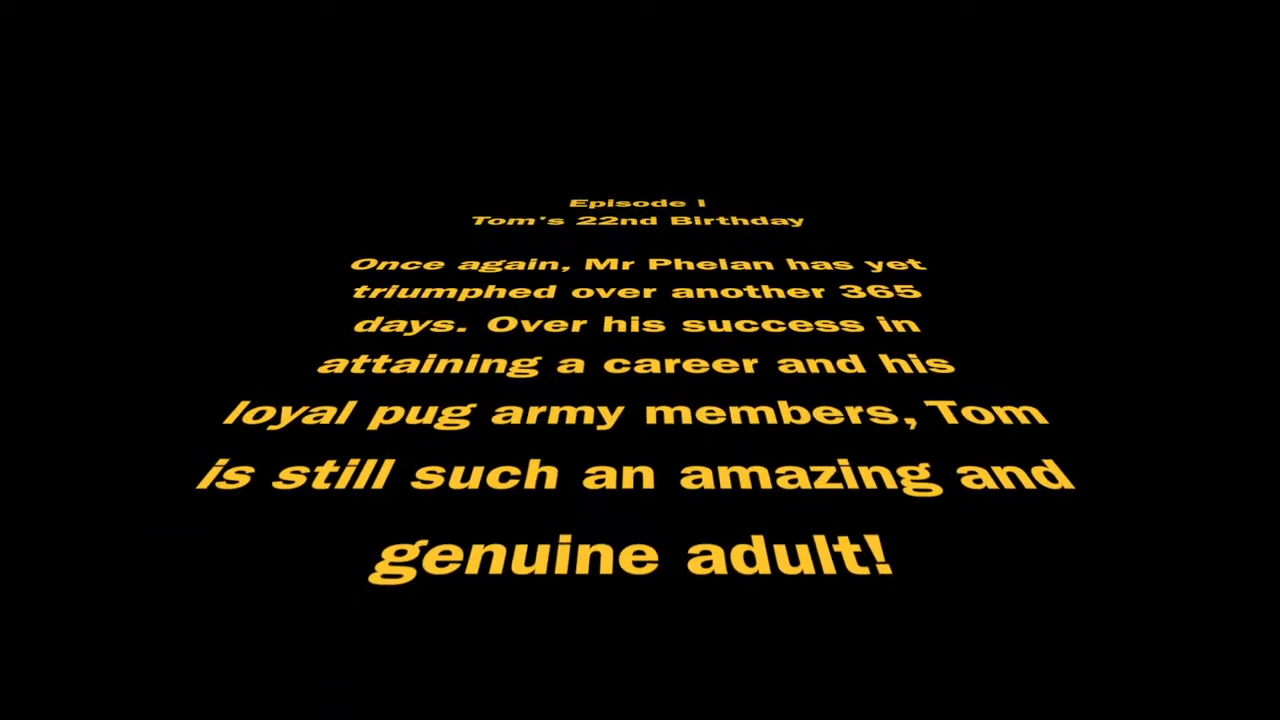 Episode I
Tom's 22nd Birthday
Once again, Mr Phelan has yet
triumphed over another 365
days. Over his success in
attaining a career and his
loyal pug army members, Tom
is still such an amazing and
genuine adult!